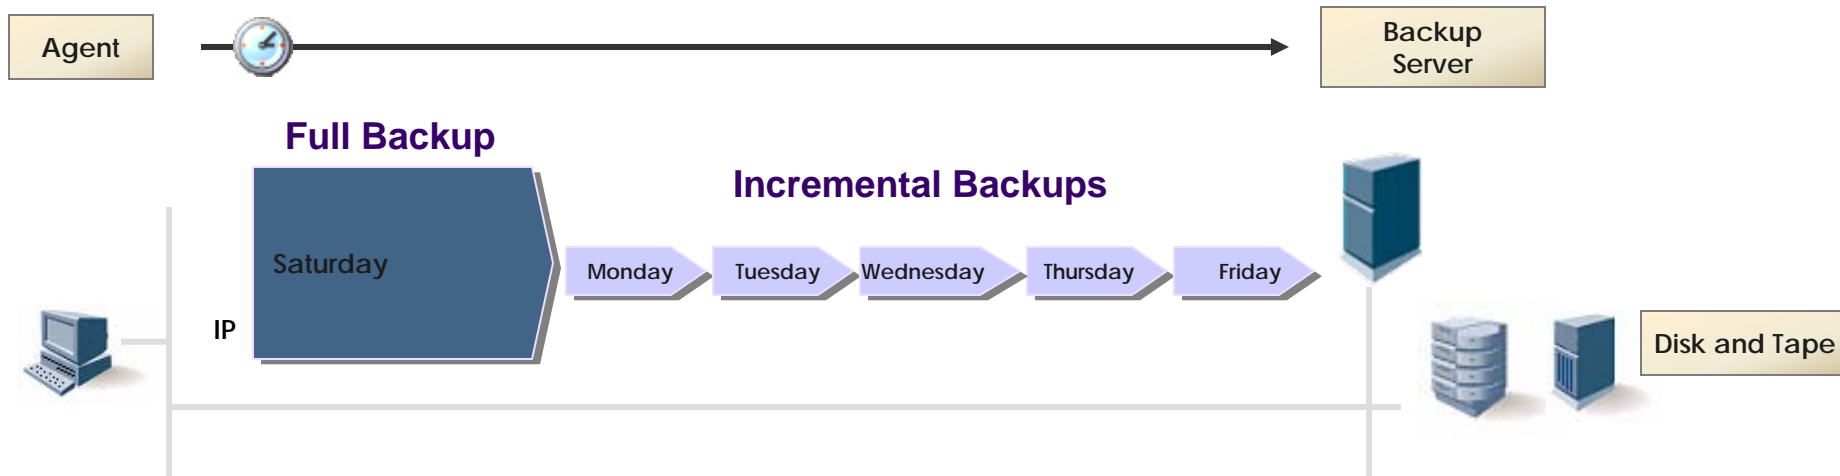 Agent
Backup
Server
Full Backup
Incremental Backups
Saturday
Monday
Tuesday
Wednesday
Thursday
Friday
IP
Disk and Tape